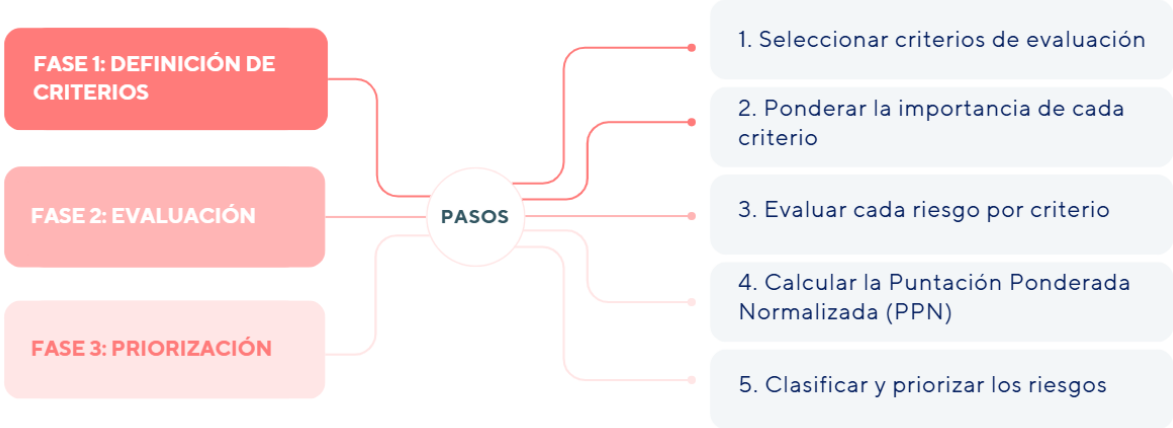 FASE 1: DEFINICIÓN DE
CRITERIOS
FASE 2: EVALUACIÓN
FASE 3: PRIORIZACIÓN
PASOS
1. Seleccionar criterios de evaluación
2. Ponderar la importancia de cada
criterio
3. Evaluar cada riesgo por criterio
4. Calcular la Puntación Ponderada
Normalizada (PPN)
5. Clasificar y priorizar los riesgos